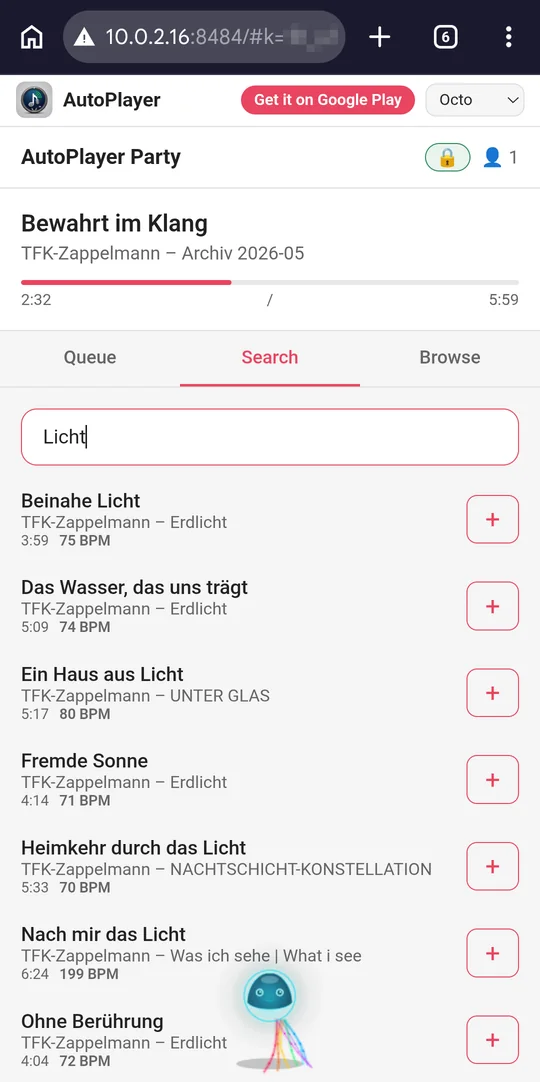 10.0.2.16:8484/#k=
6
AutoPlayer
Get it on Google Play
Octo
AutoPlayer Party
1
Bewahrt im Klang
TFK-Zappelmann – Archiv 2026-05
2:32 / 5:59
Queue Search Browse
Licht
Beinahe Licht
TFK-Zappelmann – Erdlicht
3:59 75 BPM
+
Das Wasser, das uns trägt
TFK-Zappelmann – Erdlicht
5:09 74 BPM
+
Ein Haus aus Licht
TFK-Zappelmann – UNTER GLAS
5:17 80 BPM
+
Fremde Sonne
TFK-Zappelmann – Erdlicht
4:14 71 BPM
+
Heimkehr durch das Licht
TFK-Zappelmann – NACHTSCHICHT-KONSTELLATION
5:33 70 BPM
+
Nach mir das Licht
TFK-Zappelmann – Was ich sehe | What i see
6:24 199 BPM
+
Ohne Berührung
TFK-Zappelmann – Erdlicht
4:04 72 BPM
+